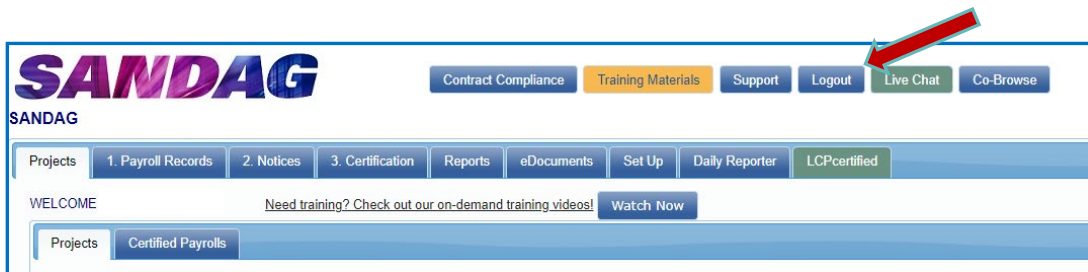 SANDAG
Contract Compliance Training Materials Support Logout Live Chat Co-Browse
SANDAG
Projects 1. Payroll Records 2. Notices 3. Certification Reports eDocuments Set Up Daily Reporter LCPcertified
WELCOME Need training? Check out our on-demand training videos! Watch Now
Projects Certified Payrolls